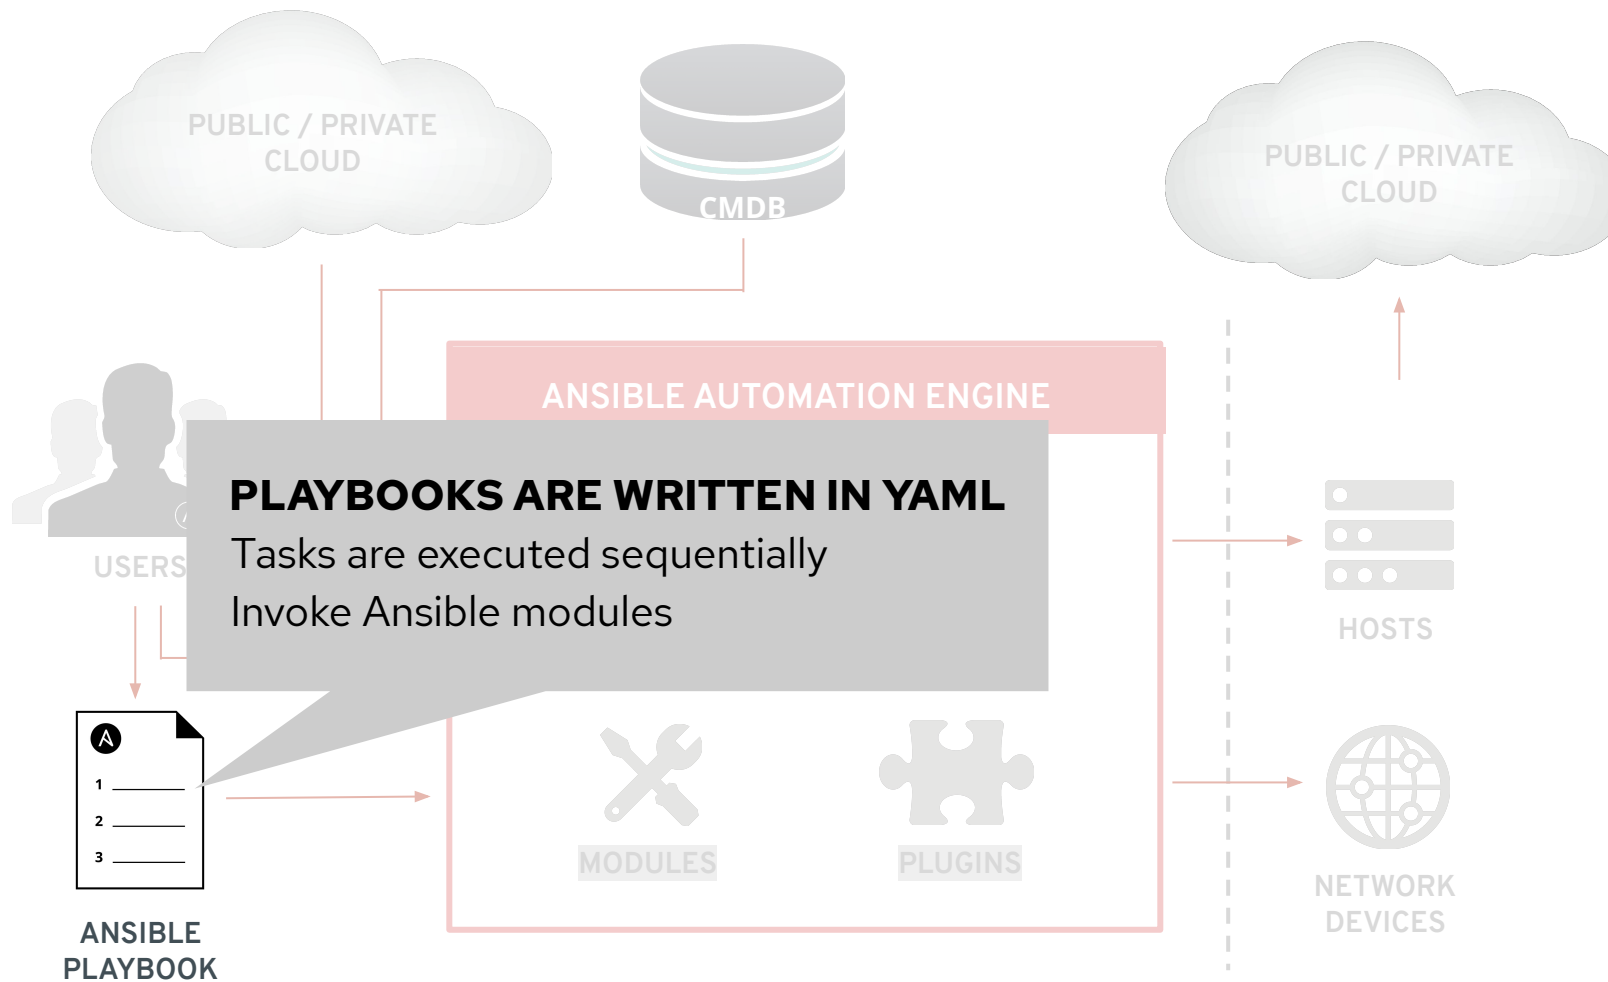 PUBLIC / PRIVATE
CLOUD
CMDB
PUBLIC / PRIVATE
CLOUD
ANSIBLE AUTOMATION ENGINE
USERS
PLAYBOOKS ARE WRITTEN IN YAML
Tasks are executed sequentially
Invoke Ansible modules
HOSTS
1
2
3
MODULES
PLUGINS
NETWORK
DEVICES
ANSIBLE
PLAYBOOK